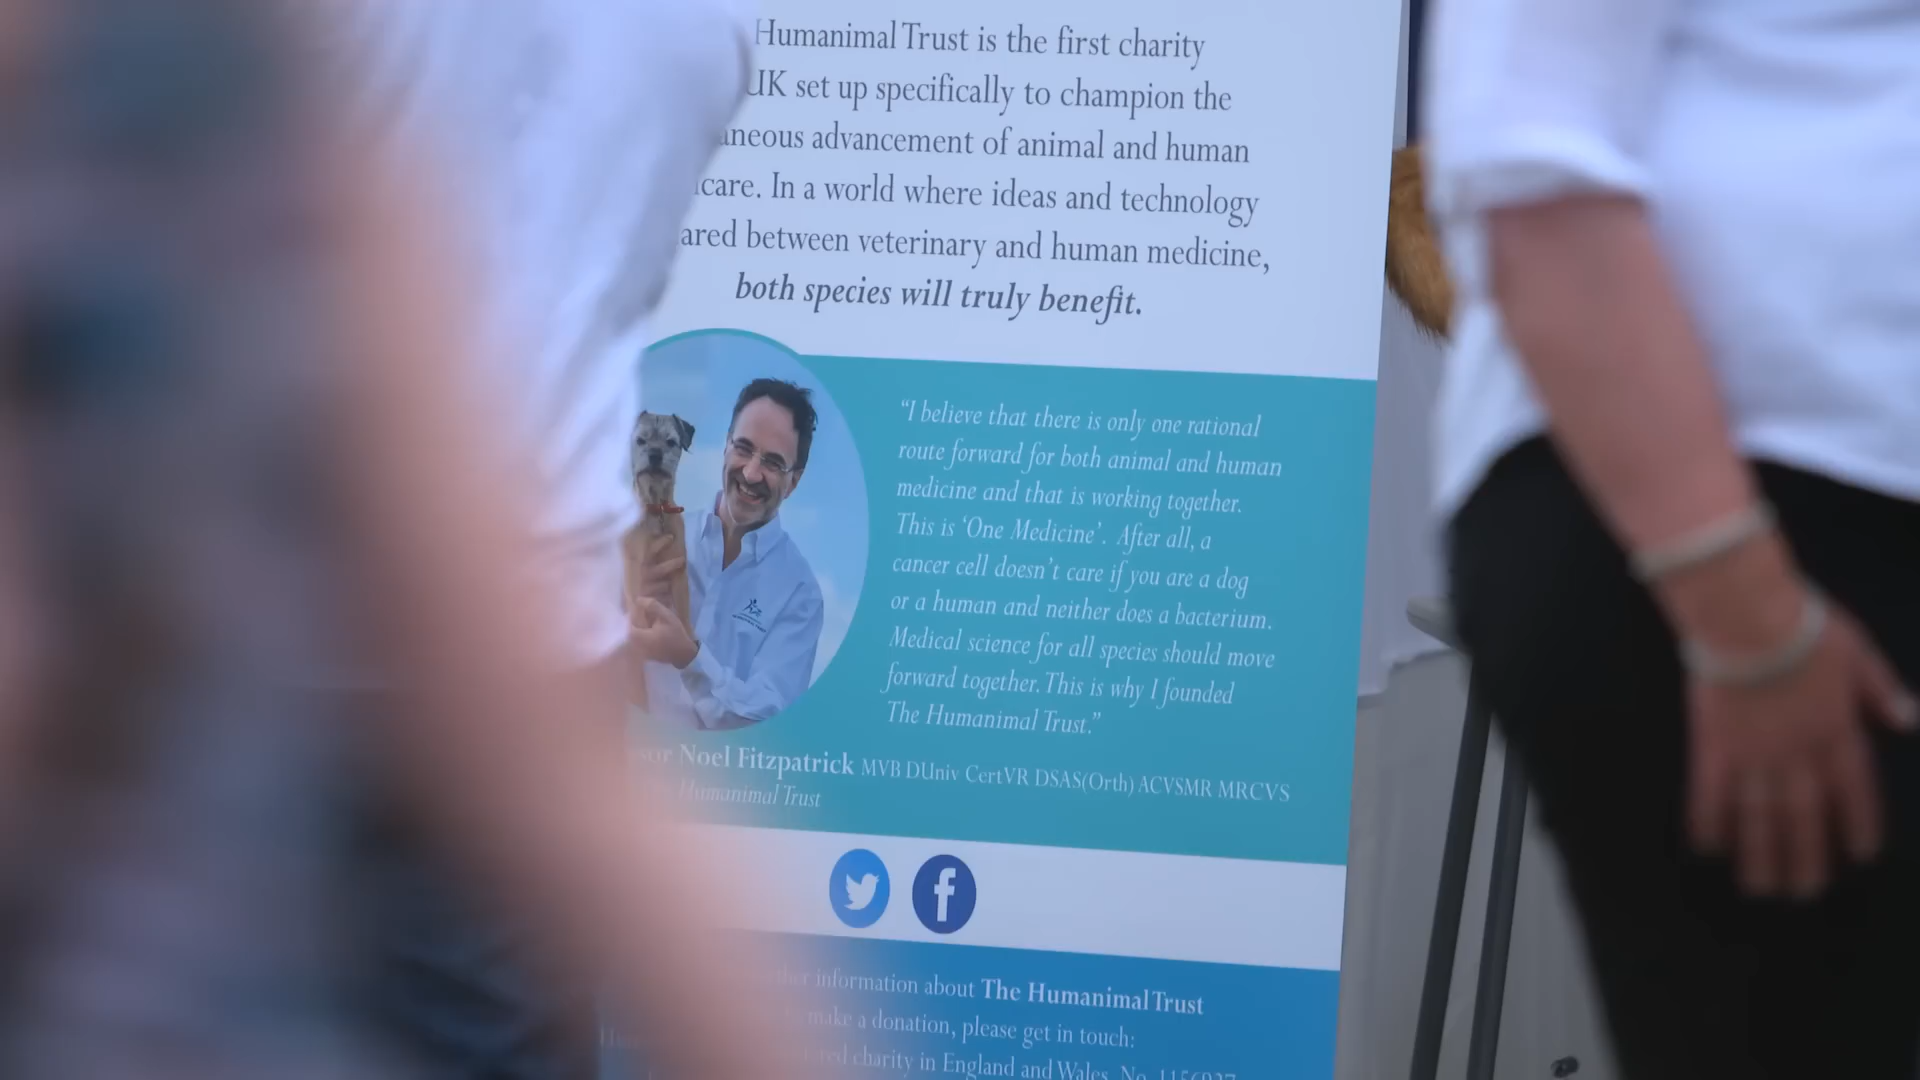 Humanimal Trust is the first charity
UK set up specifically to champion the
aneous advancement of animal and human
care. In a world where ideas and technology
ared between veterinary and human medicine,
both species will truly benefit.
“I believe that there is only one rational
route forward for both animal and human
medicine and that is working together.
This is ‘One Medicine’. After all, a
cancer cell doesn’t care if you are a dog
or a human and neither does a bacterium.
Medical science for all species should move
forward together. This is why I founded
The Humanimal Trust.”
Noel Fitzpatrick MVB DUniv CertVR DSAS(Orth) ACVSMR MRCVS
Humanimal Trust
information about The Humanimal Trust
make a donation, please get in touch:
charity in England and Wales, No.